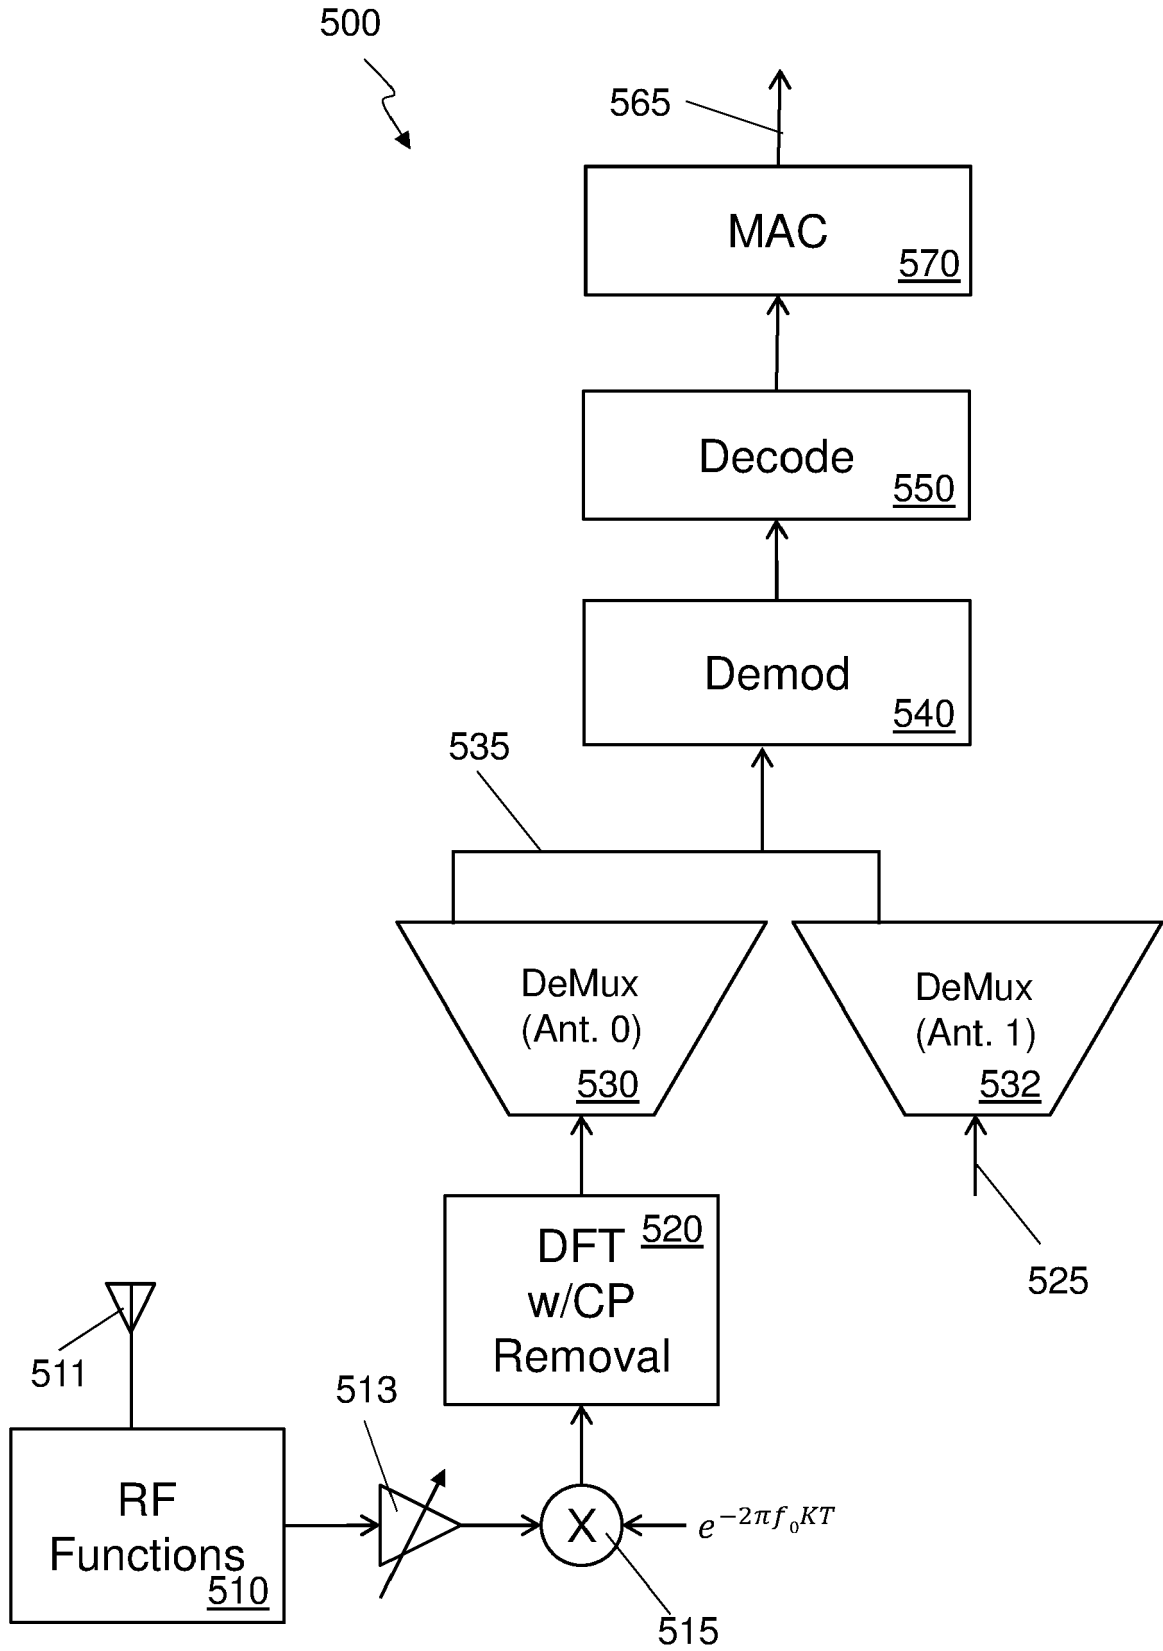 500
565
MAC
570
Decode
550
Demod
540
535
DeMux
(Ant. 0)
530
DeMux
(Ant. 1)
532
525
520
DFT
w/CP
Removal
511
513
RF
Functions
510
X
e^{-2πf_0KT}
515